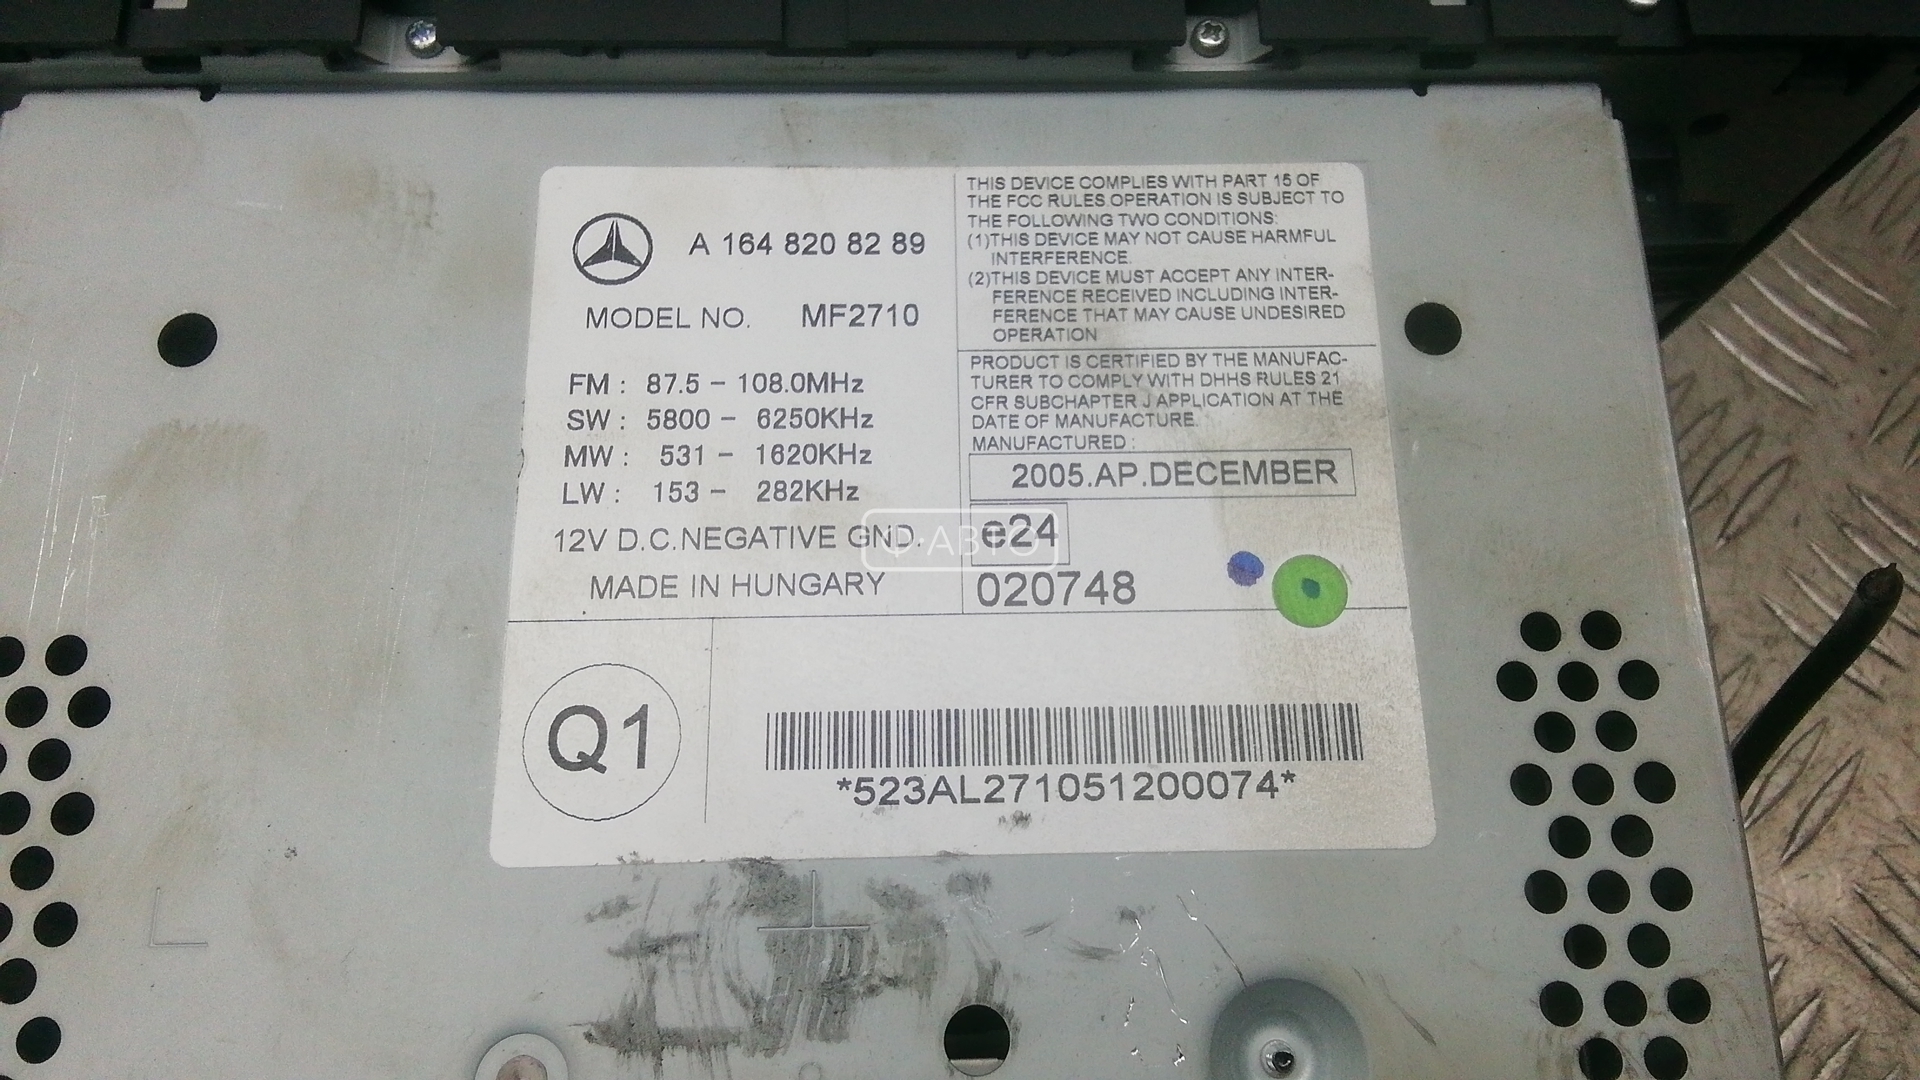 A 164 820 82 89
MODEL NO. MF2710
FM : 87.5 - 108.0MHz
SW : 5800 - 6250KHz
MW : 531 - 1620KHz
LW : 153 - 282KHz
12V D.C.NEGATIVE GND.
MADE IN HUNGARY
THIS DEVICE COMPLIES WITH PART 15 OF
THE FCC RULES.OPERATION IS SUBJECT TO
THE FOLLOWING TWO CONDITIONS:
(1)THIS DEVICE MAY NOT CAUSE HARMFUL
INTERFERENCE.
(2)THIS DEVICE MUST ACCEPT ANY INTER-
FERENCE RECEIVED INCLUDING INTER-
FERENCE THAT MAY CAUSE UNDESIRED
OPERATION
PRODUCT IS CERTIFIED BY THE MANUFAC-
TURER TO COMPLY WITH DHHS RULES 21
CFR SUBCHAPTER J APPLICATION AT THE
DATE OF MANUFACTURE.
MANUFACTURED :
2005.AP.DECEMBER
e24
020748
Ф-АВТО
Q1
*523AL271051200074*